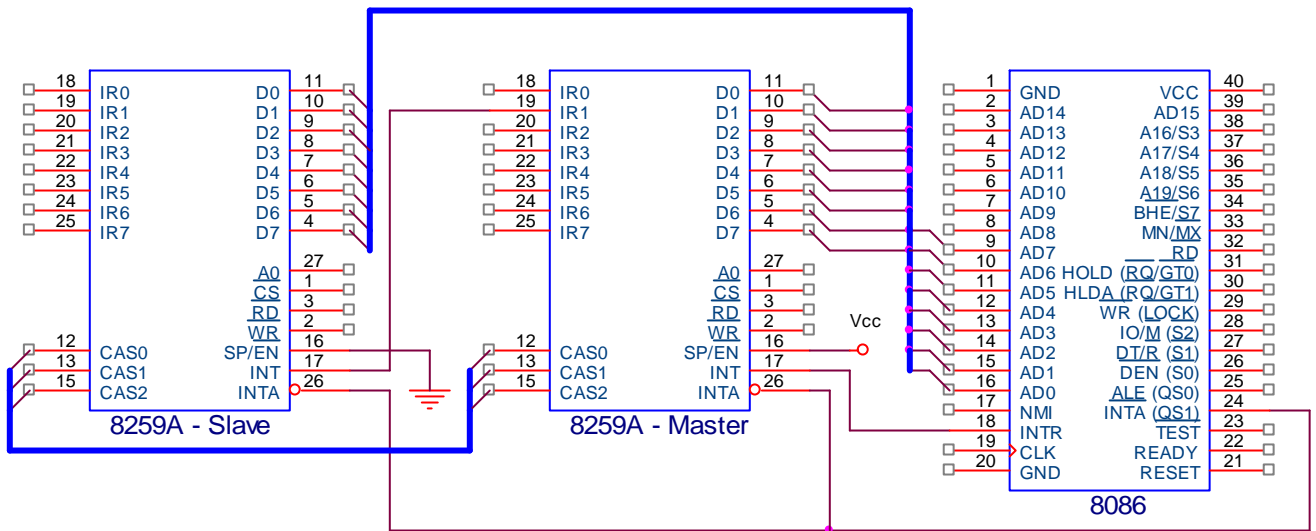 18 IR0 D0 11
19 IR1 D1 10
20 IR2 D2 9
21 IR3 D3 8
22 IR4 D4 7
23 IR5 D5 6
24 IR6 D6 5
25 IR7 D7 4
A0 27
CS 1
RD 3
WR 2
12 CAS0 SP/EN 16
13 CAS1 INT 17
15 CAS2 INTA 26
8259A - Slave
18 IR0 D0 11
19 IR1 D1 10
20 IR2 D2 9
21 IR3 D3 8
22 IR4 D4 7
23 IR5 D5 6
24 IR6 D6 5
25 IR7 D7 4
A0 27
CS 1
RD 3
WR 2
12 CAS0 SP/EN 16
13 CAS1 INT 17
15 CAS2 INTA 26
8259A - Master
Vcc
1 GND VCC 40
2 AD14 AD15 39
3 AD13 A16/S3 38
4 AD12 A17/S4 37
5 AD11 A18/S5 36
6 AD10 A19/S6 35
7 AD9 BHE/S7 34
8 AD8 MN/MX 33
9 AD7 RD 32
10 AD6 HOLD (RQ/GT0) 31
11 AD5 HLDA (RQ/GT1) 30
12 AD4 WR (LOCK) 29
13 AD3 IO/M (S2) 28
14 AD2 DT/R (S1) 27
15 AD1 DEN (S0) 26
16 AD0 ALE (QS0) 25
17 NMI INTA (QS1) 24
18 INTR TEST 23
19 CLK READY 22
20 GND RESET 21
8086